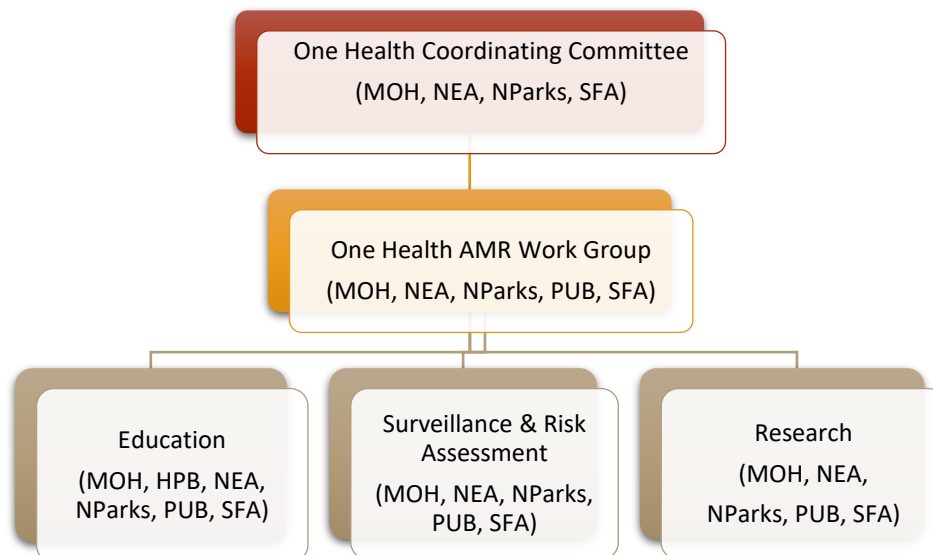 One Health Coordinating Committee
(MOH, NEA, NParks, SFA)
One Health AMR Work Group
(MOH, NEA, NParks, PUB, SFA)
Education
(MOH, HPB, NEA,
NParks, PUB, SFA)
Surveillance & Risk
Assessment
(MOH, NEA, NParks,
PUB, SFA)
Research
(MOH, NEA,
NParks, PUB, SFA)